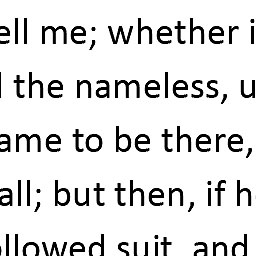 ell me; whether i
the nameless, u
ame to be there,
all; but then, if h
ollowed suit, and